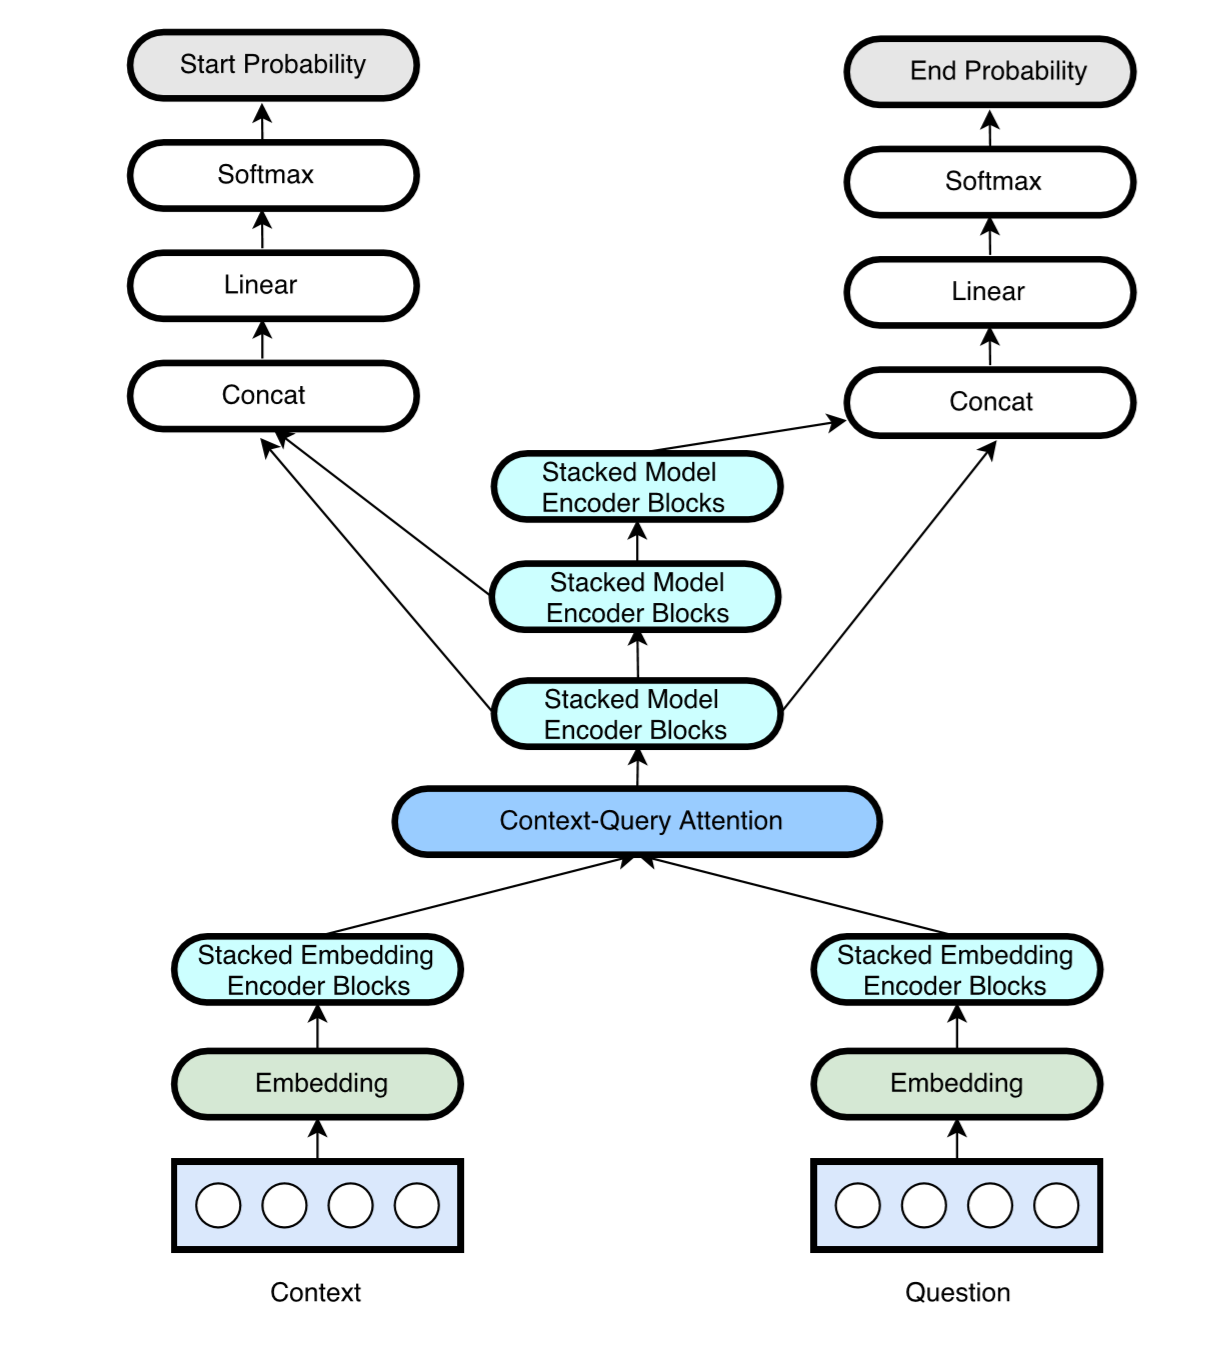 Start Probability
End Probability
Softmax
Softmax
Linear
Linear
Concat
Concat
Stacked Model
Encoder Blocks
Stacked Model
Encoder Blocks
Stacked Model
Encoder Blocks
Context-Query Attention
Stacked Embedding
Encoder Blocks
Stacked Embedding
Encoder Blocks
Embedding
Embedding
Context
Question